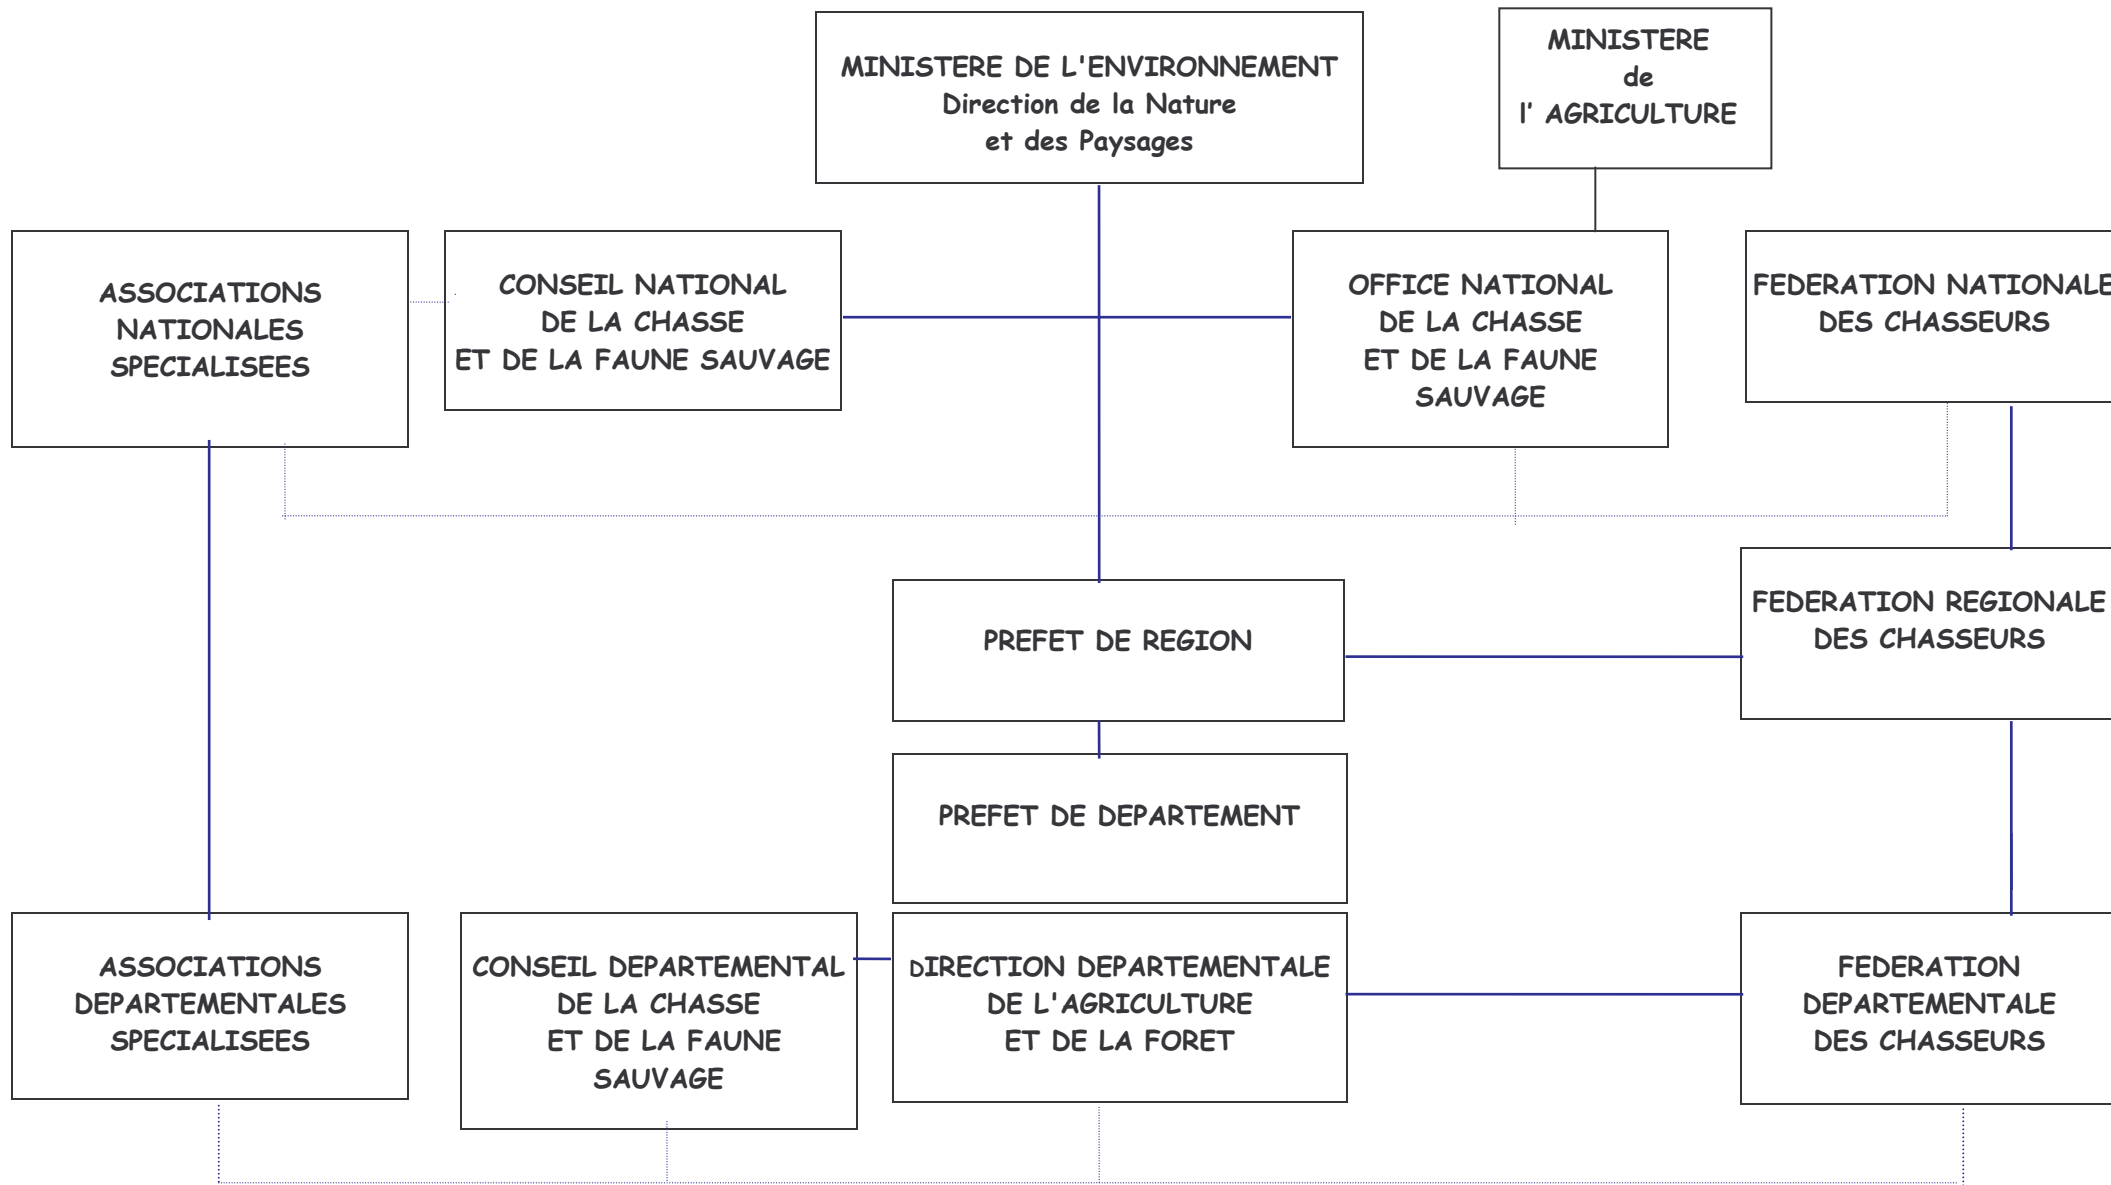 MINISTERE DE L'ENVIRONNEMENT
Direction de la Nature
et des Paysages
MINISTERE
de
l' AGRICULTURE
ASSOCIATIONS
NATIONALES
SPECIALISEES
CONSEIL NATIONAL
DE LA CHASSE
ET DE LA FAUNE SAUVAGE
OFFICE NATIONAL
DE LA CHASSE
ET DE LA FAUNE
SAUVAGE
FEDERATION NATIONALE
DES CHASSEURS
PREFET DE REGION
FEDERATION REGIONALE
DES CHASSEURS
PREFET DE DEPARTEMENT
ASSOCIATIONS
DEPARTEMENTALES
SPECIALISEES
CONSEIL DEPARTEMENTAL
DE LA CHASSE
ET DE LA FAUNE
SAUVAGE
DIRECTION DEPARTEMENTALE
DE L'AGRICULTURE
ET DE LA FORET
FEDERATION
DEPARTEMENTALE
DES CHASSEURS